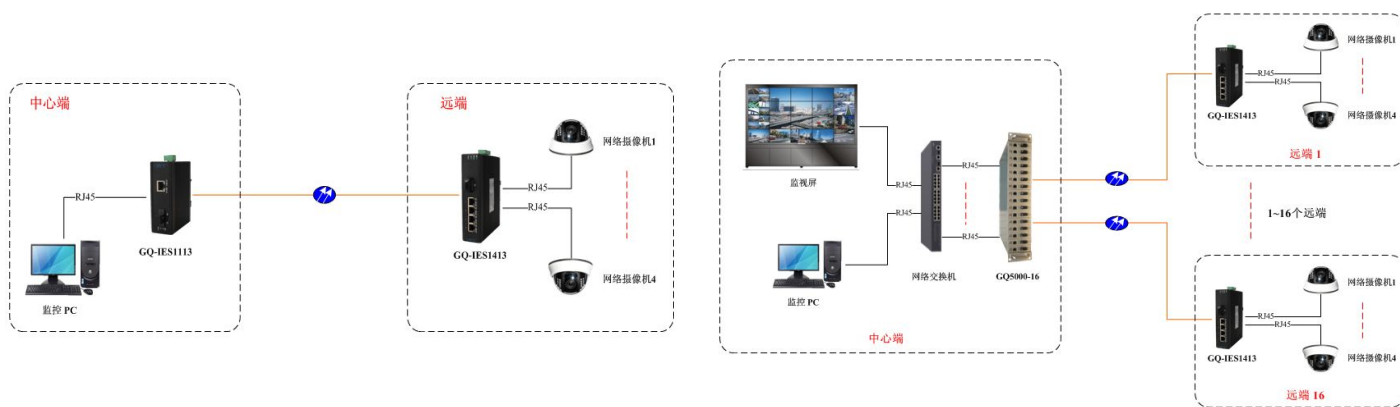 中心端
RJ45
GQ-IES1113
监控 PC
远端
网络摄像机1
RJ45
RJ45
GQ-IES1413
网络摄像机4
监视屏
RJ45
RJ45
RJ45
RJ45
监控 PC
网络交换机
GQ5000-16
中心端
网络摄像机1
RJ45
RJ45
GQ-IES1413
网络摄像机4
远端 1
1~16个远端
网络摄像机1
RJ45
RJ45
GQ-IES1413
网络摄像机4
远端 16